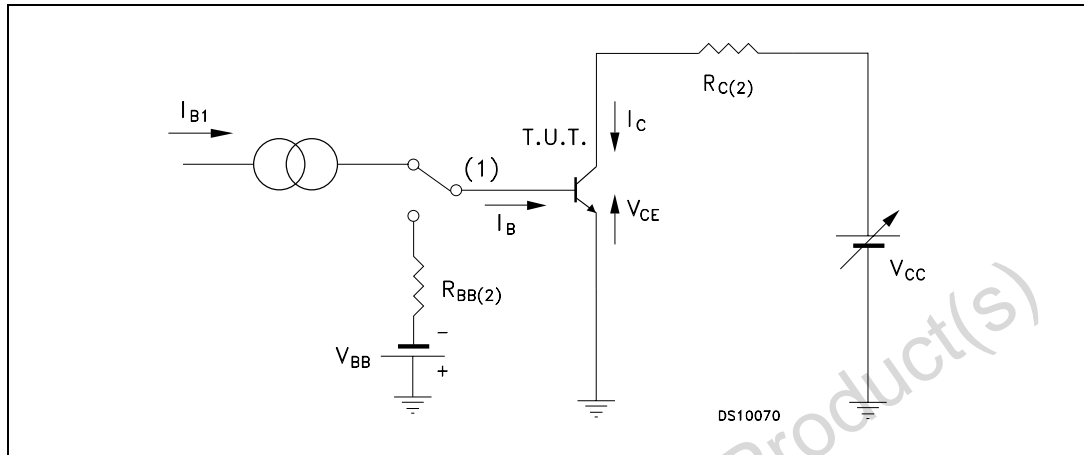 I_B1
T.U.T.
(1)
I_B
I_C
V_CE
R_C(2)
V_CC
R_BB(2)
V_BB
-
+
DS10070
Product(s)